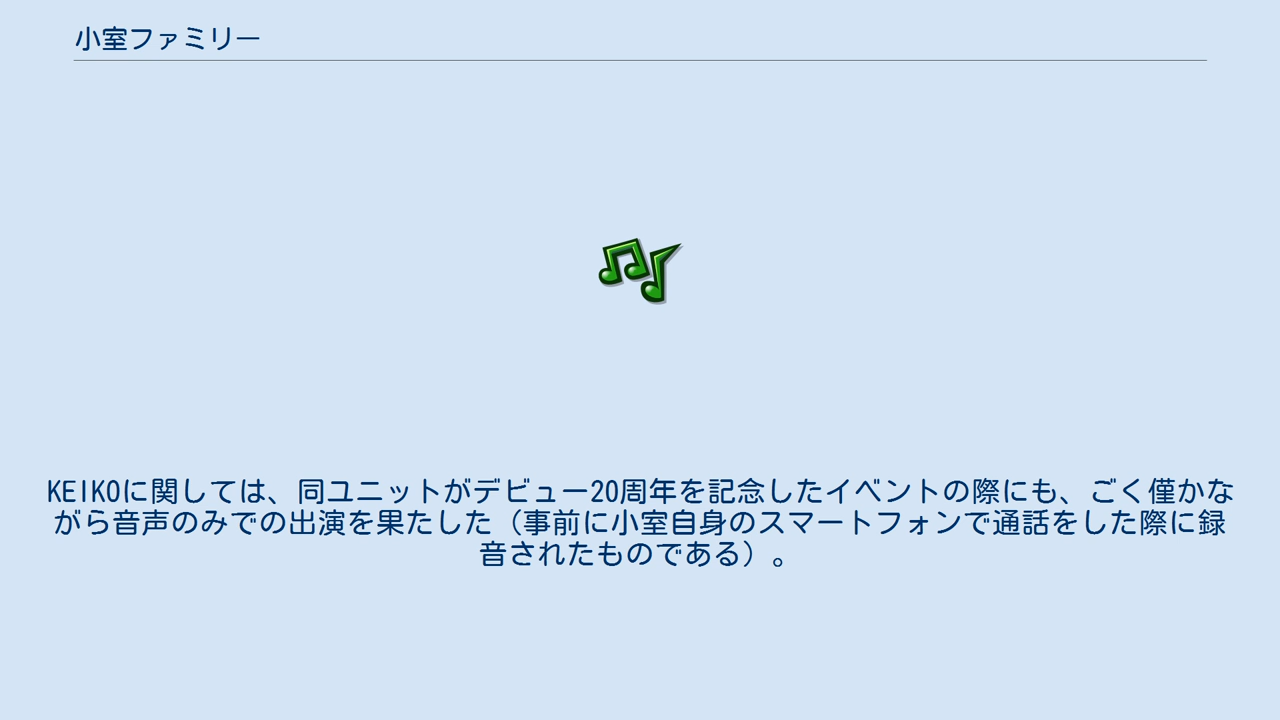 小室ファミリー
KEIKOに関しては、同ユニットがデビュー20周年を記念したイベントの際にも、ごく僅かな
がら音声のみでの出演を果たした（事前に小室自身のスマートフォンで通話をした際に録
音されたものである）。